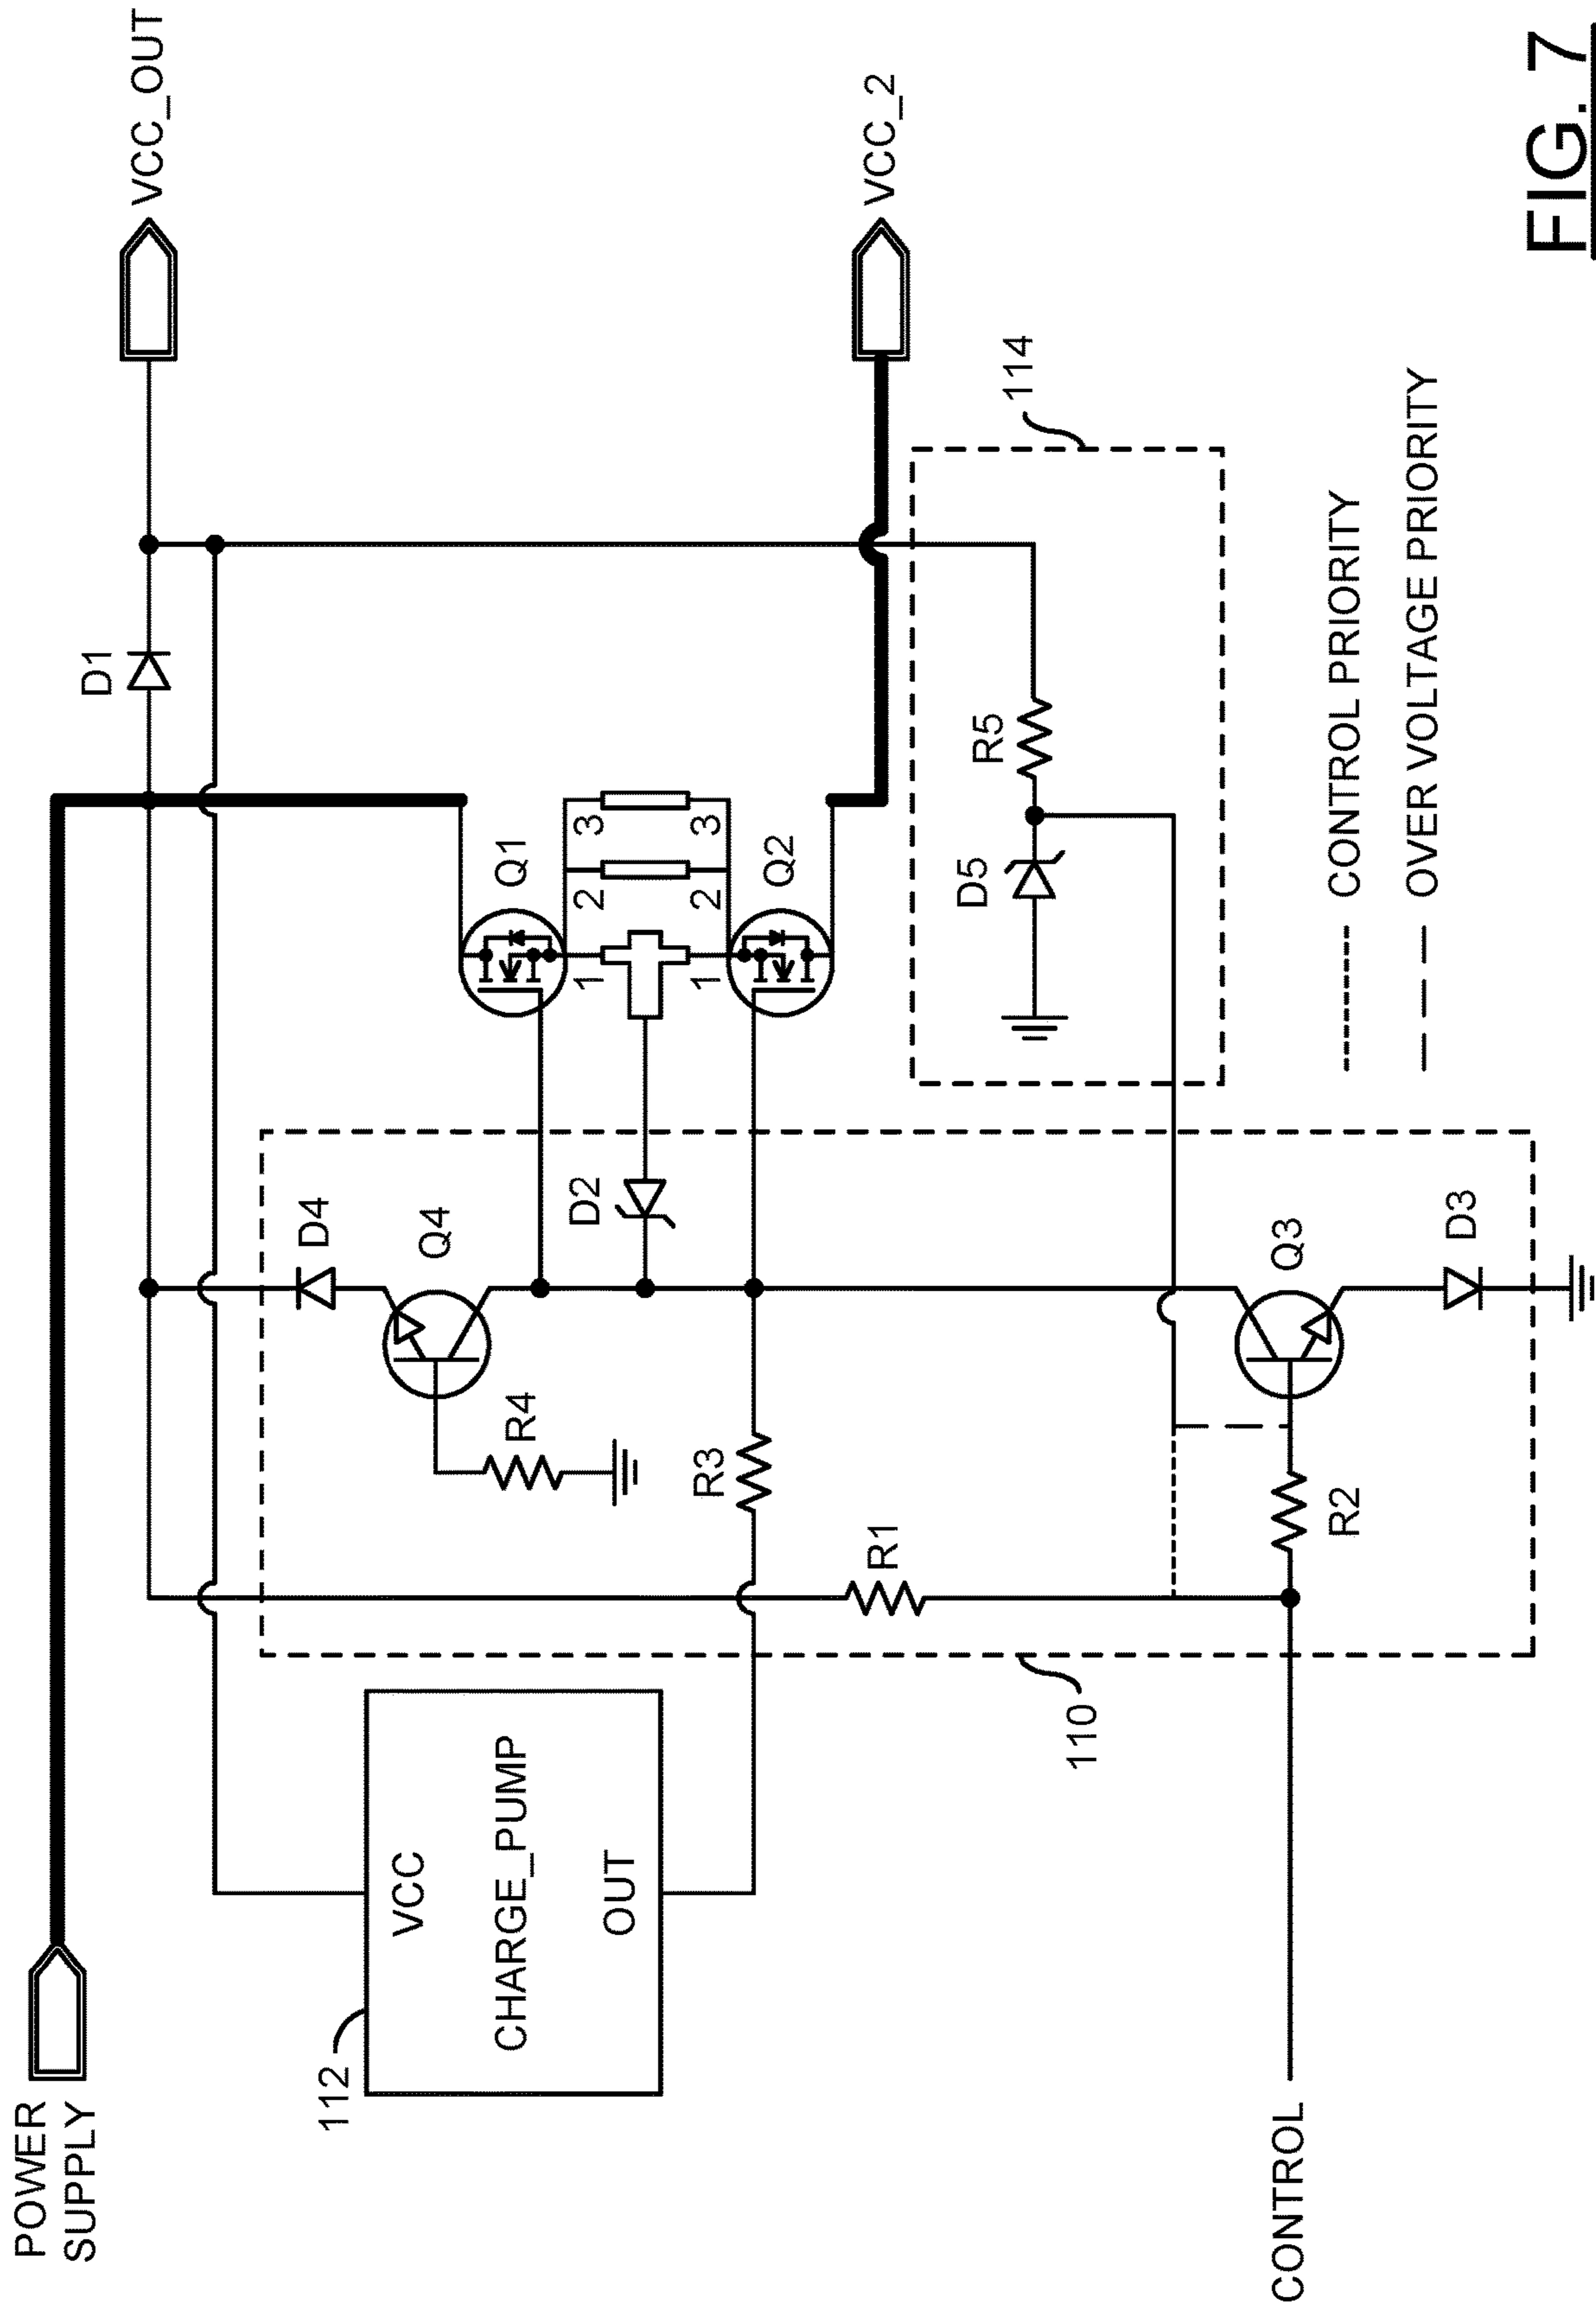 POWER
SUPPLY
VCC_OUT
D1
112
VCC
CHARGE_PUMP
OUT
D4
Q4
R4
Q1
1
2
3
D2
1
2
3
Q2
VCC_2
R3
R1
110
114
R5
D5
Q3
R2
D3
CONTROL
CONTROL PRIORITY
OVER VOLTAGE PRIORITY
FIG. 7